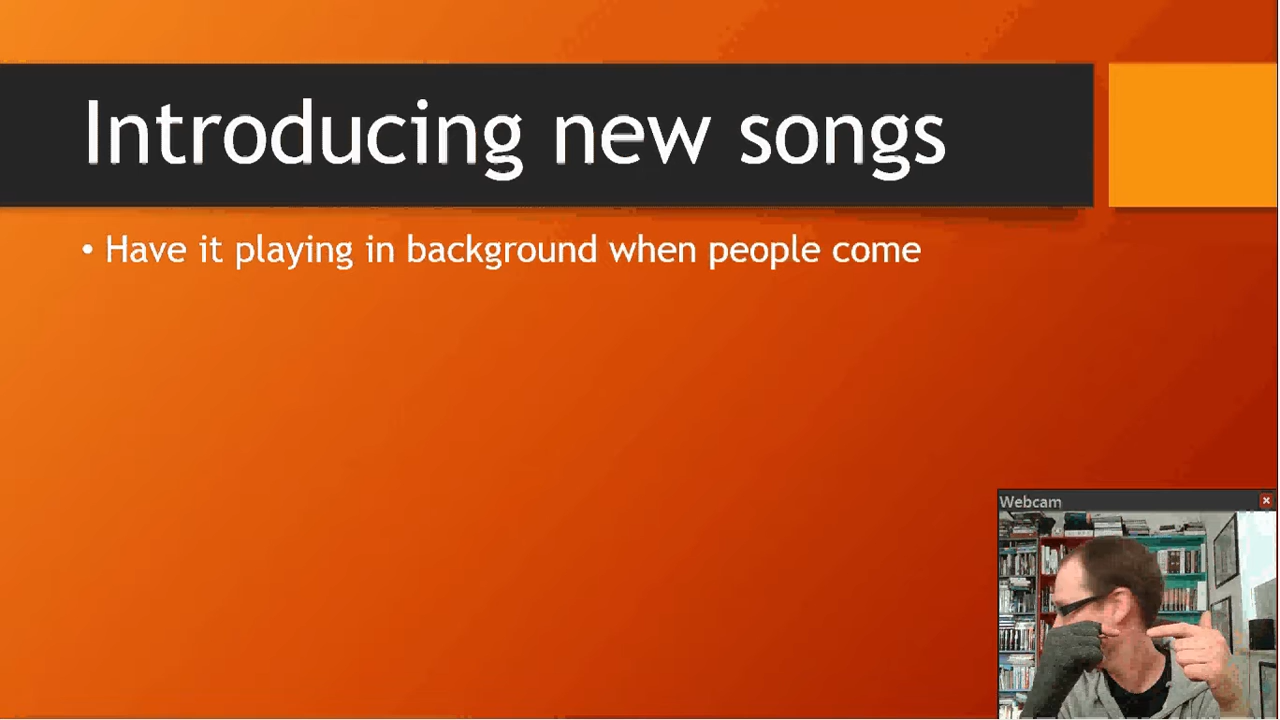 Introducing new songs
• Have it playing in background when people come
Webcam